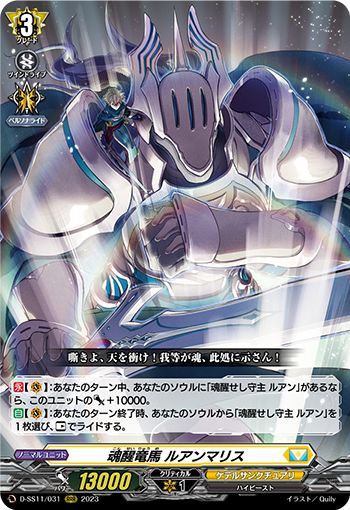 3
グレード
ツインドライブ
ペルソナライド
嘶きよ、天を衝け!我等が魂、此処に示さん!
永【V】:あなたのターン中、あなたのソウルに「魂醒せし守主 ルアン」があるなら、このユニットの+10000。
自【V】:あなたのターン終了時、あなたのソウルから「魂醒せし守主 ルアン」を1枚選び、Rでライドする。
ノーマルユニット
魂醒竜馬 ルアンマリス
パワー
13000
クリティカル
1
ケテルサンクチュアリ
ハイビースト
D-SS11/031
RRR
2023
イラスト/Quily